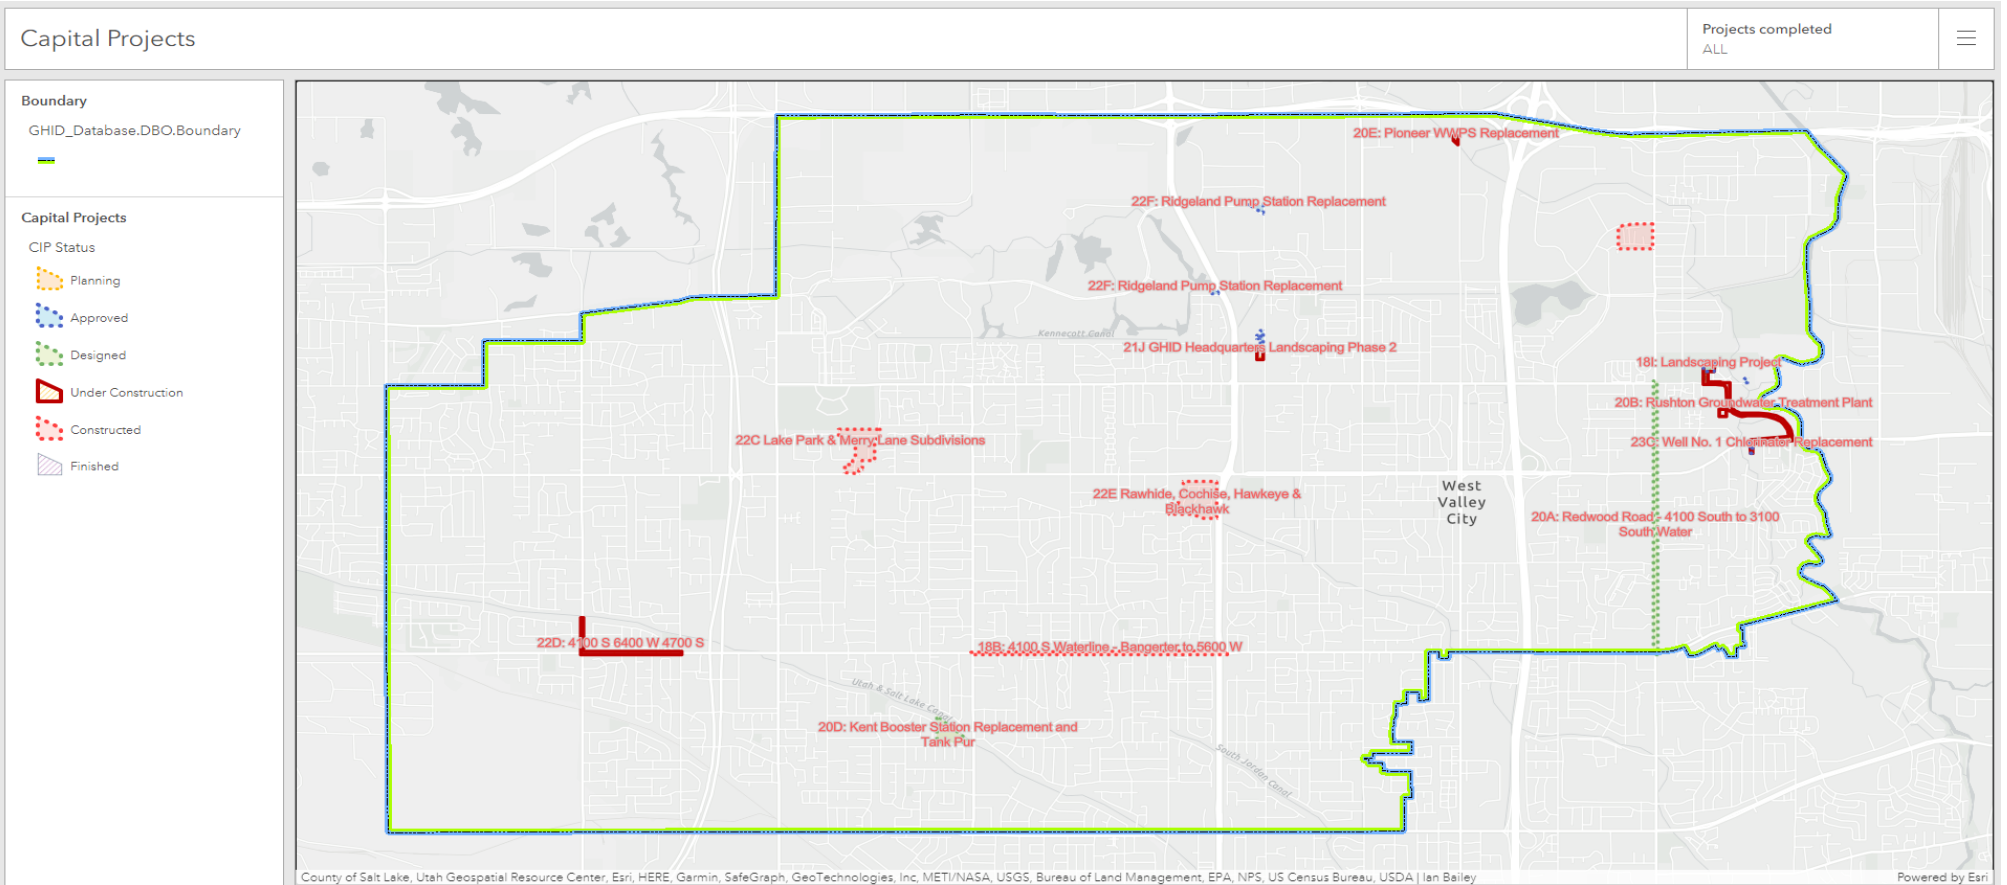 Capital Projects
Projects completed
ALL
Boundary
GHID_Database.DBO.Boundary
Capital Projects
CIP Status
Planning
Approved
Designed
Under Construction
Constructed
Finished
20E: Pioneer WWPS Replacement
22F: Ridgeland Pump Station Replacement
22F: Ridgeland Pump Station Replacement
Kennecott Canal
21J GHID Headquarters Landscaping Phase 2
18I: Landscaping Project
20B: Rushton Groundwater Treatment Plant
22C Lake Park & Merry Lane Subdivisions
23C: Well No. 1 Chlorinator Replacement
22E Rawhide, Cochise, Hawkeye &
Blackhawk
West
Valley
City
20A: Redwood Road - 4100 South to 3100
South Water
22D: 4100 S 6400 W 4700 S
18B: 4100 S Waterline - Bangerter to 5600 W
Utah & Salt Lake Canal
20D: Kent Booster Station Replacement and
Tank Pur
South Jordan Canal
County of Salt Lake, Utah Geospatial Resource Center, Esri, HERE, Garmin, SafeGraph, GeoTechnologies, Inc, METI/NASA, USGS, Bureau of Land Management, EPA, NPS, US Census Bureau, USDA | Ian Bailey
Powered by Esri